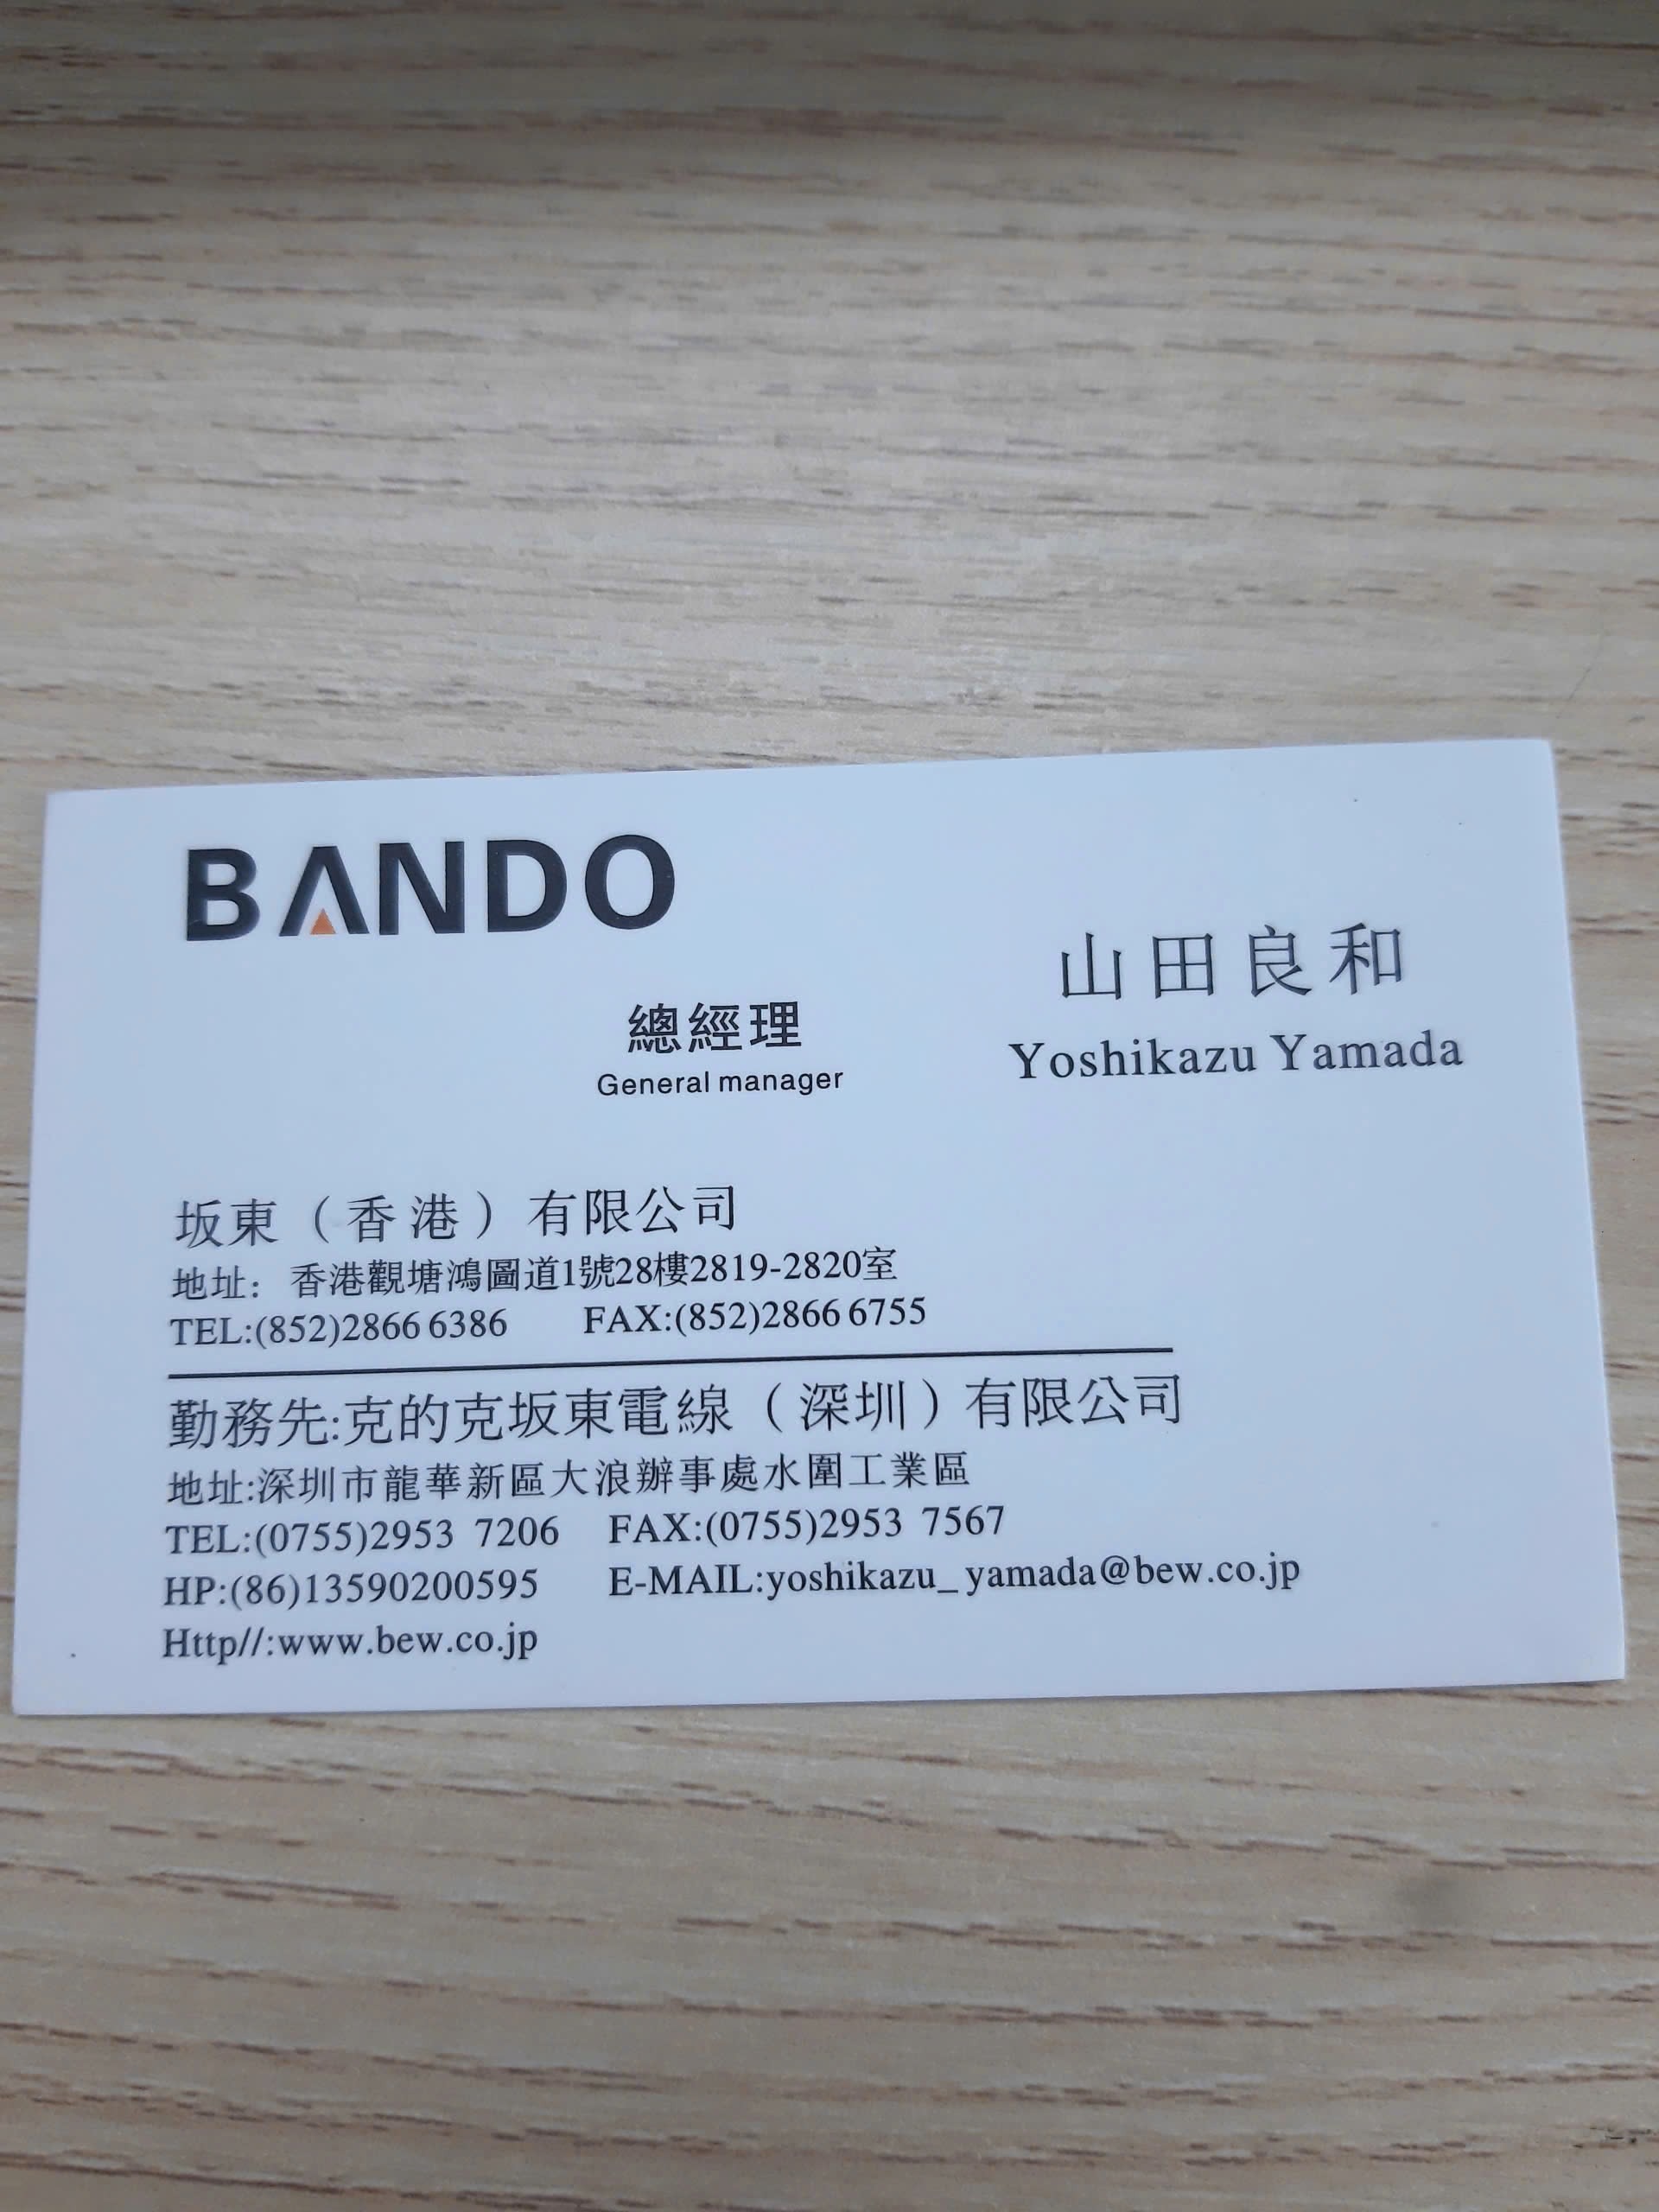 BANDO
山田良和
總經理
Yoshikazu Yamada
General manager
坂東（香港）有限公司
地址：香港觀塘鴻圖道1號28樓2819-2820室
TEL:(852)2866 6386 FAX:(852)2866 6755
勤務先:克的克坂東電線（深圳）有限公司
地址:深圳市龍華新區大浪辦事處水圍工業區
TEL:(0755)2953 7206 FAX:(0755)2953 7567
HP:(86)13590200595 E-MAIL:yoshikazu_yamada@bew.co.jp
Http//:www.bew.co.jp